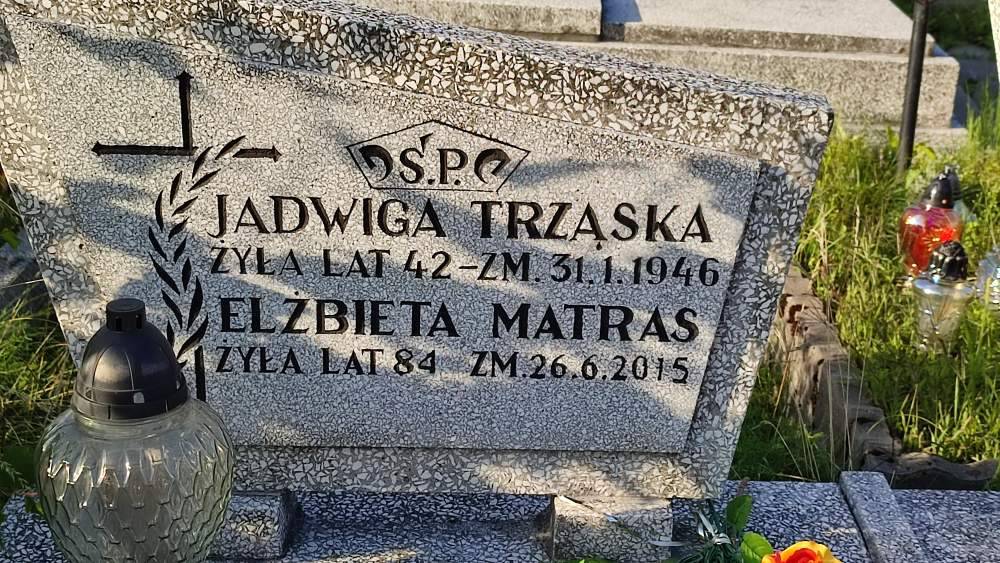 Ś.P.
JADWIGA TRZĄSKA
ŻYŁA LAT 42 – ZM. 31.1.1946
ELŻBIETA MATRAS
ŻYŁA LAT 84 ZM. 26.6.2015